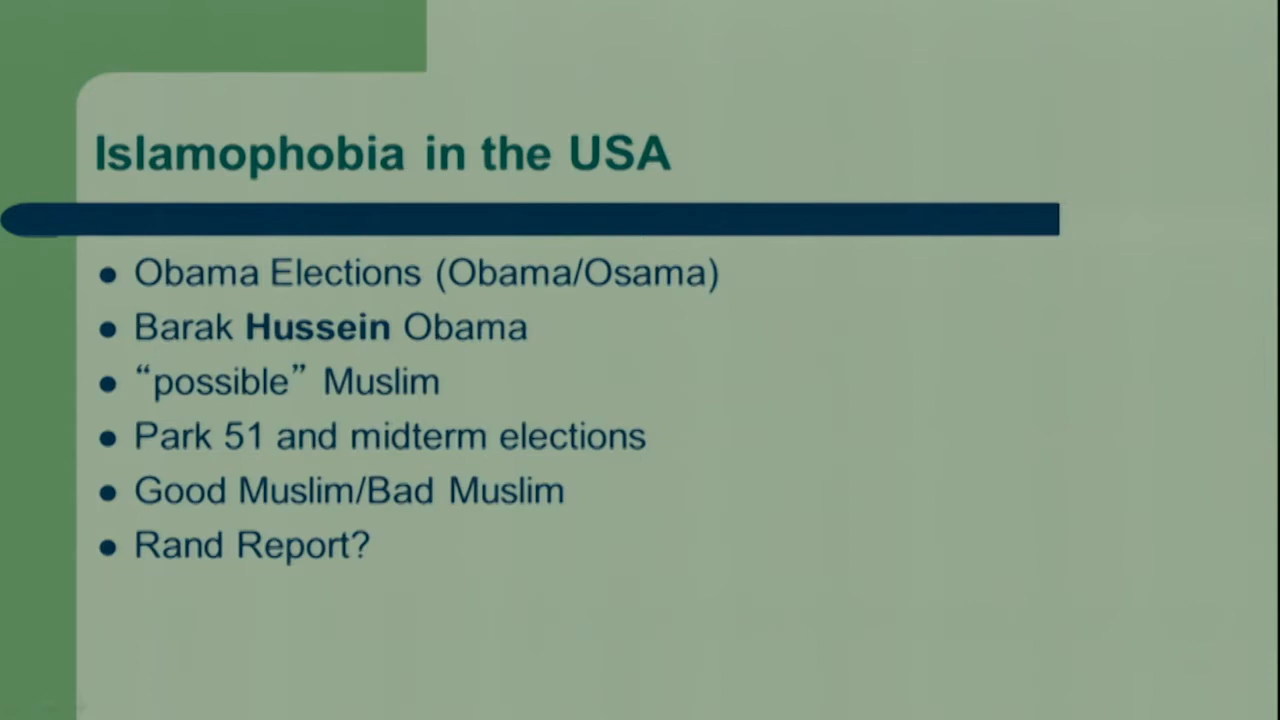 Islamophobia in the USA
● Obama Elections (Obama/Osama)
● Barak Hussein Obama
● “possible” Muslim
● Park 51 and midterm elections
● Good Muslim/Bad Muslim
● Rand Report?